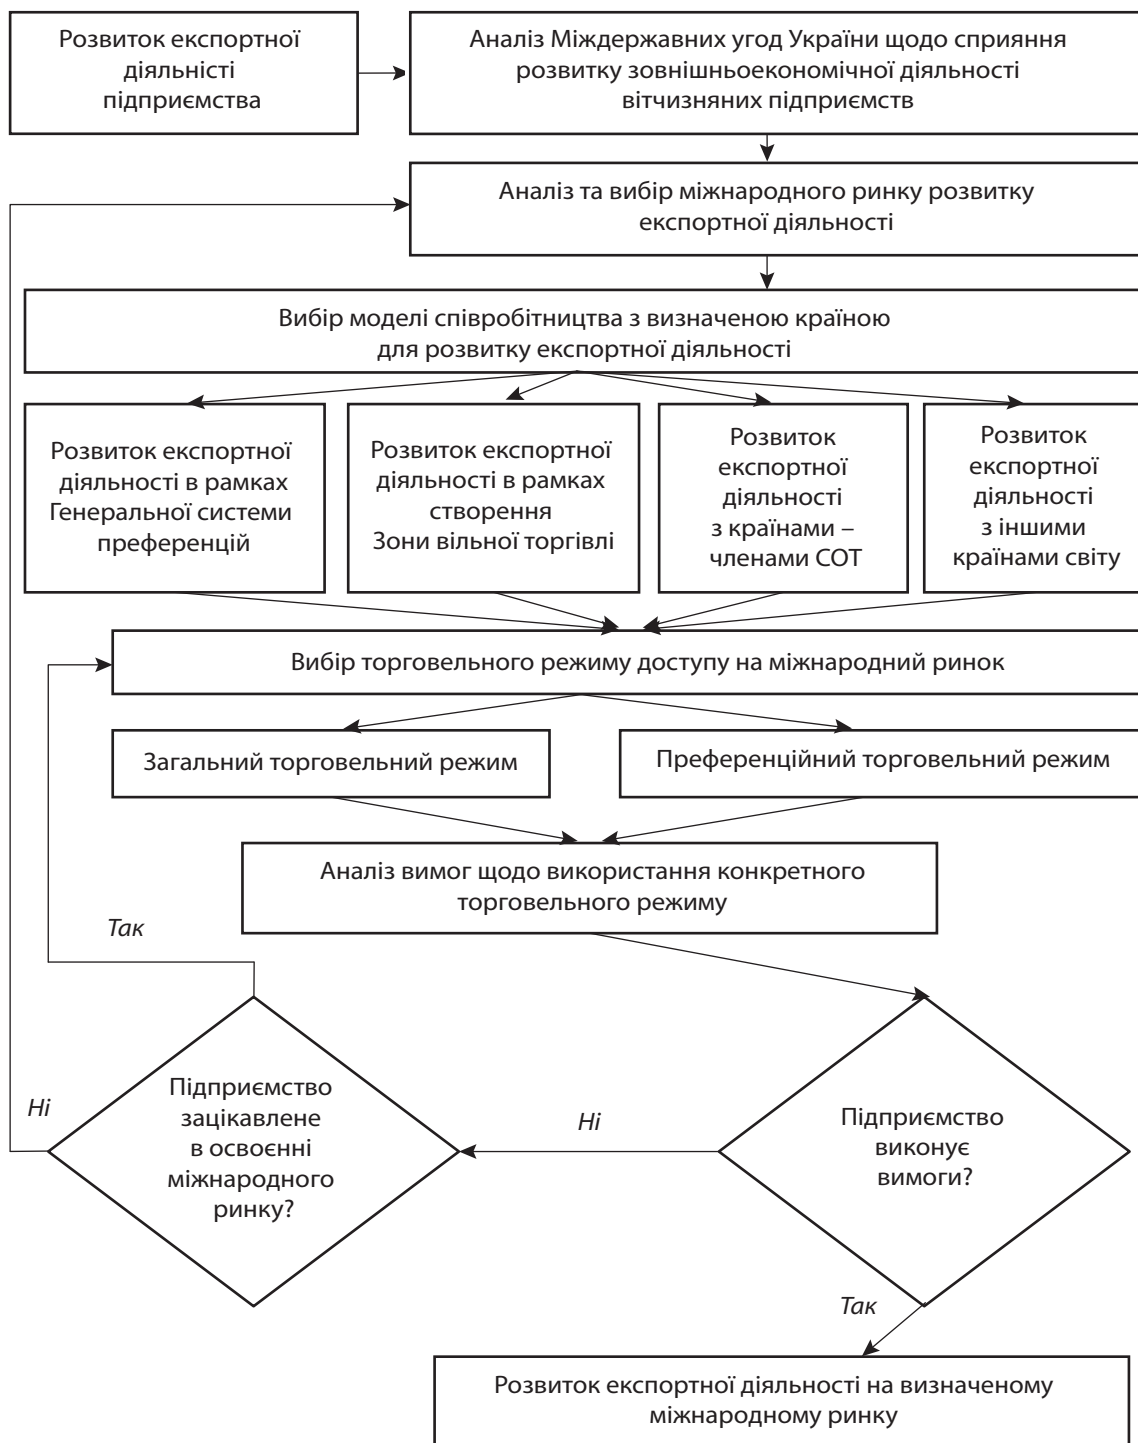 Розвиток експортної
діяльністі
підприємства
Аналіз Міждержавних угод України щодо сприяння
розвитку зовнішньоекономічної діяльності
вітчизняних підприємств
Аналіз та вибір міжнародного ринку розвитку
експортної діяльності
Вибір моделі співробітництва з визначеною країною
для розвитку експортної діяльності
Розвиток експортної
діяльності в рамках
Генеральної системи
преференцій
Розвиток експортної
діяльності в рамках
створення
Зони вільної торгівлі
Розвиток
експортної
діяльності
з країнами –
членами СОТ
Розвиток
експортної
діяльності
з іншими
країнами світу
Вибір торговельного режиму доступу на міжнародний ринок
Загальний торговельний режим
Преференційний торговельний режим
Аналіз вимог щодо використання конкретного
торговельного режиму
Так
Ні
Підприємство
зацікавлене
в освоєнні
міжнародного
ринку?
Ні
Підприємство
виконує
вимоги?
Так
Розвиток експортної діяльності на визначеному
міжнародному ринку